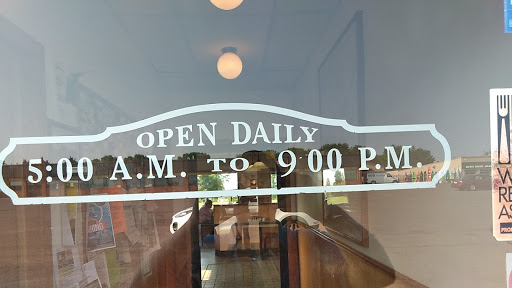 OPEN DAILY
5:00 A.M. TO 9:00 P.M.